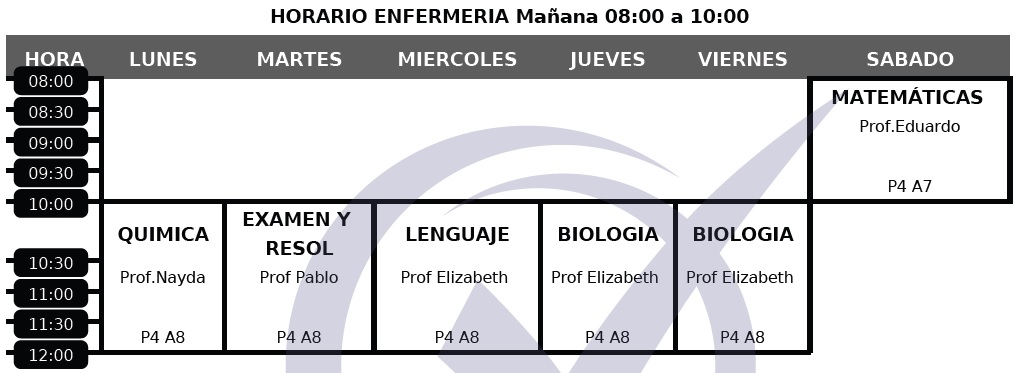 HORARIO ENFERMERIA Mañana 08:00 a 10:00
HORA LUNES MARTES MIERCOLES JUEVES VIERNES SABADO
08:00
MATEMÁTICAS
08:30
Prof.Eduardo
09:00
09:30
P4 A7
10:00
EXAMEN Y
QUIMICA RESOL LENGUAJE BIOLOGIA BIOLOGIA
10:30
Prof.Nayda Prof Pablo Prof Elizabeth Prof Elizabeth Prof Elizabeth
11:00
11:30
P4 A8 P4 A8 P4 A8 P4 A8 P4 A8
12:00